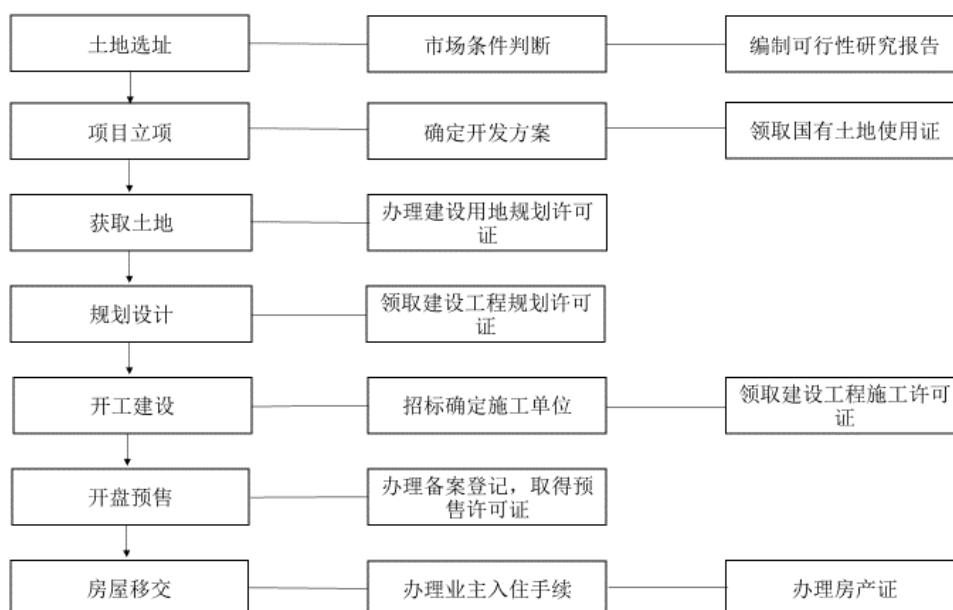 土地选址
市场条件判断
编制可行性研究报告
项目立项
确定开发方案
领取国有土地使用证
获取土地
办理建设用地规划许可
证
规划设计
领取建设工程规划许可
证
开工建设
招标确定施工单位
领取建设工程施工许可
证
开盘预售
办理备案登记，取得预
售许可证
房屋移交
办理业主入住手续
办理房产证